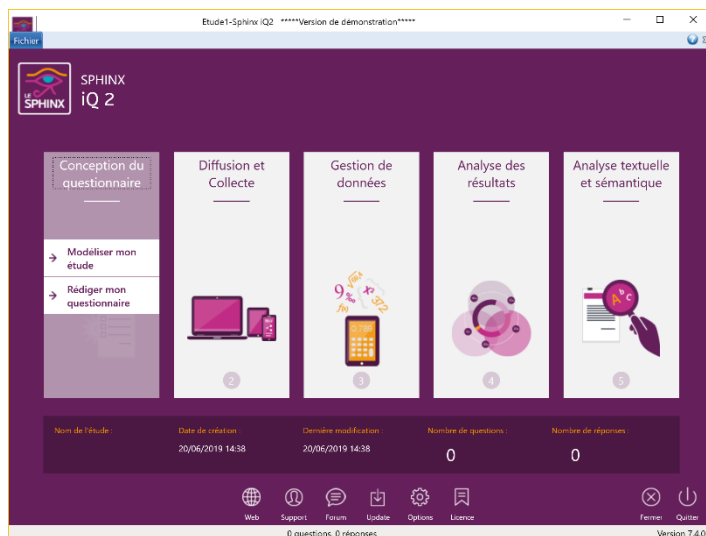 Etude1-Sphinx iQ2 *****Version de démonstration*****
Fichier
LE
SPHINX
SPHINX
iQ 2
Conception du
questionnaire
Modéliser mon
étude
Rédiger mon
questionnaire
Diffusion et
Collecte
2
Gestion de
données
3
Analyse des
résultats
4
Analyse textuelle
et sémantique
5
Nom de l'étude :
Date de création :
20/06/2019 14:38
Dernière modification :
20/06/2019 14:38
Nombre de questions :
0
Nombre de réponses :
0
Web
Support
Forum
Update
Options
Licence
Fermer
Quitter
0 questions, 0 réponses
Version 7.4.0